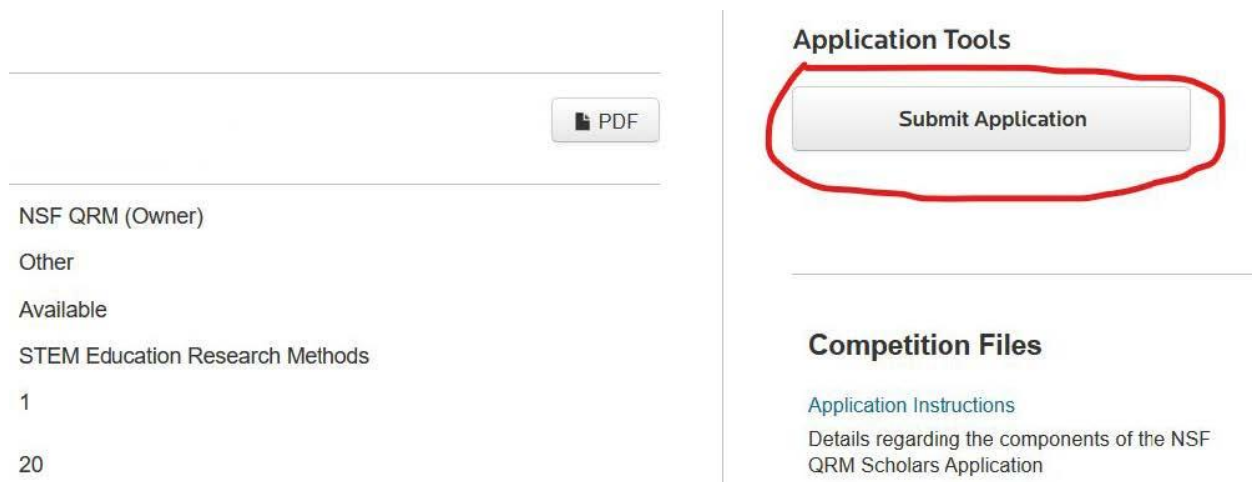 PDF
NSF QRM (Owner)
Other
Available
STEM Education Research Methods
1
20
Application Tools
Submit Application
Competition Files
Application Instructions
Details regarding the components of the NSF
QRM Scholars Application